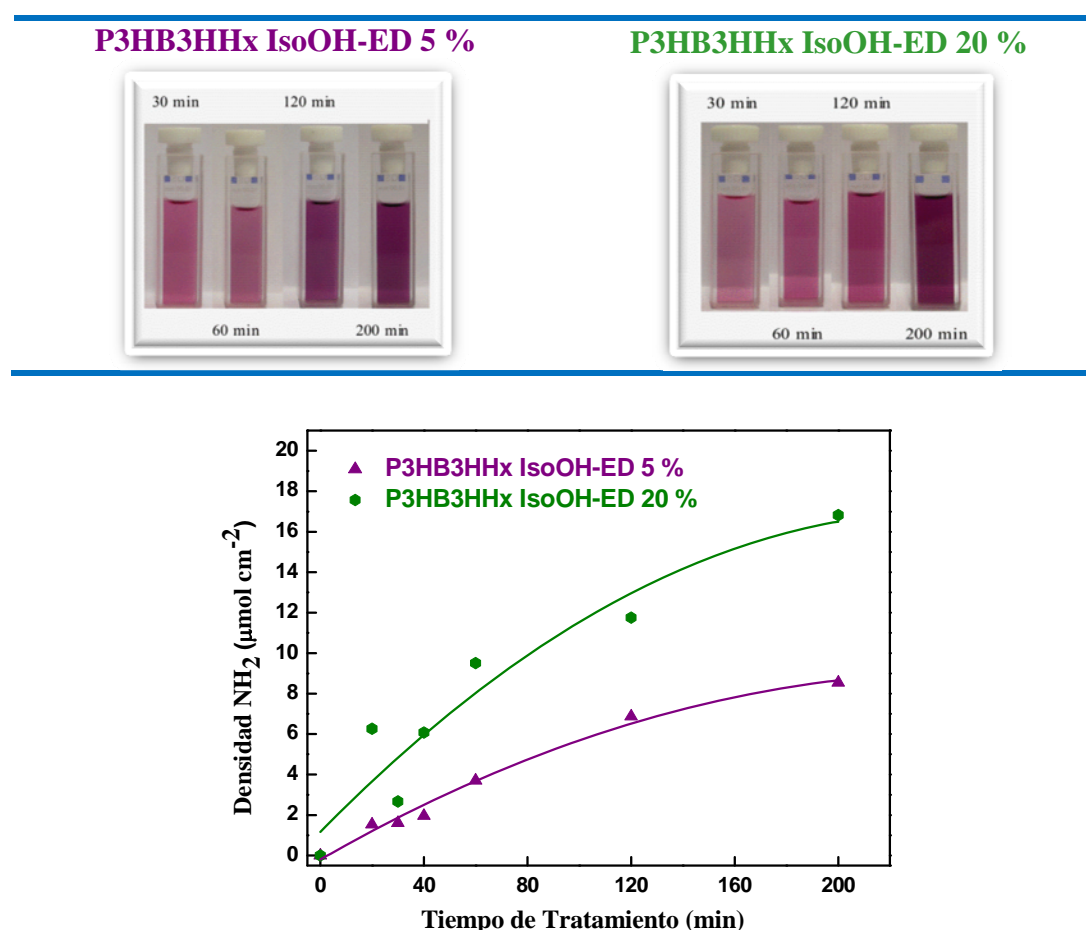 P3HB3HHx IsoOH-ED 5 %
P3HB3HHx IsoOH-ED 20 %
30 min 120 min
60 min 200 min
30 min 120 min
60 min 200 min
P3HB3HHx IsoOH-ED 5 %
P3HB3HHx IsoOH-ED 20 %
Densidad NH2 (μmol cm-2)
20
18
16
14
12
10
8
6
4
2
0
0 40 80 120 160 200
Tiempo de Tratamiento (min)